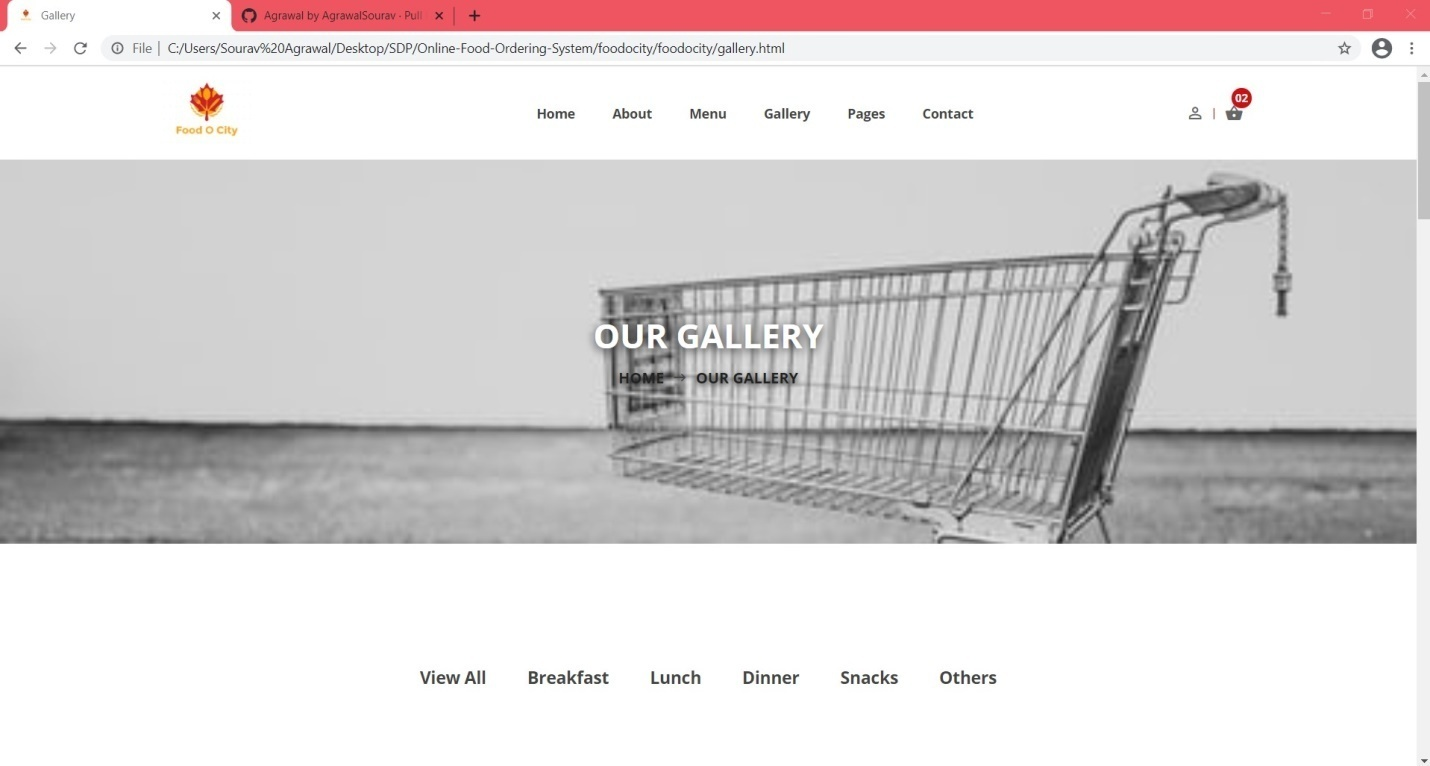 Gallery
Agrawal by AgrawalSourav · Pull
File | C:/Users/Sourav%20Agrawal/Desktop/SDP/Online-Food-Ordering-System/foodocity/foodocity/gallery.html
Food O City
Home About Menu Gallery Pages Contact
02
OUR GALLERY
HOME → OUR GALLERY
View All Breakfast Lunch Dinner Snacks Others